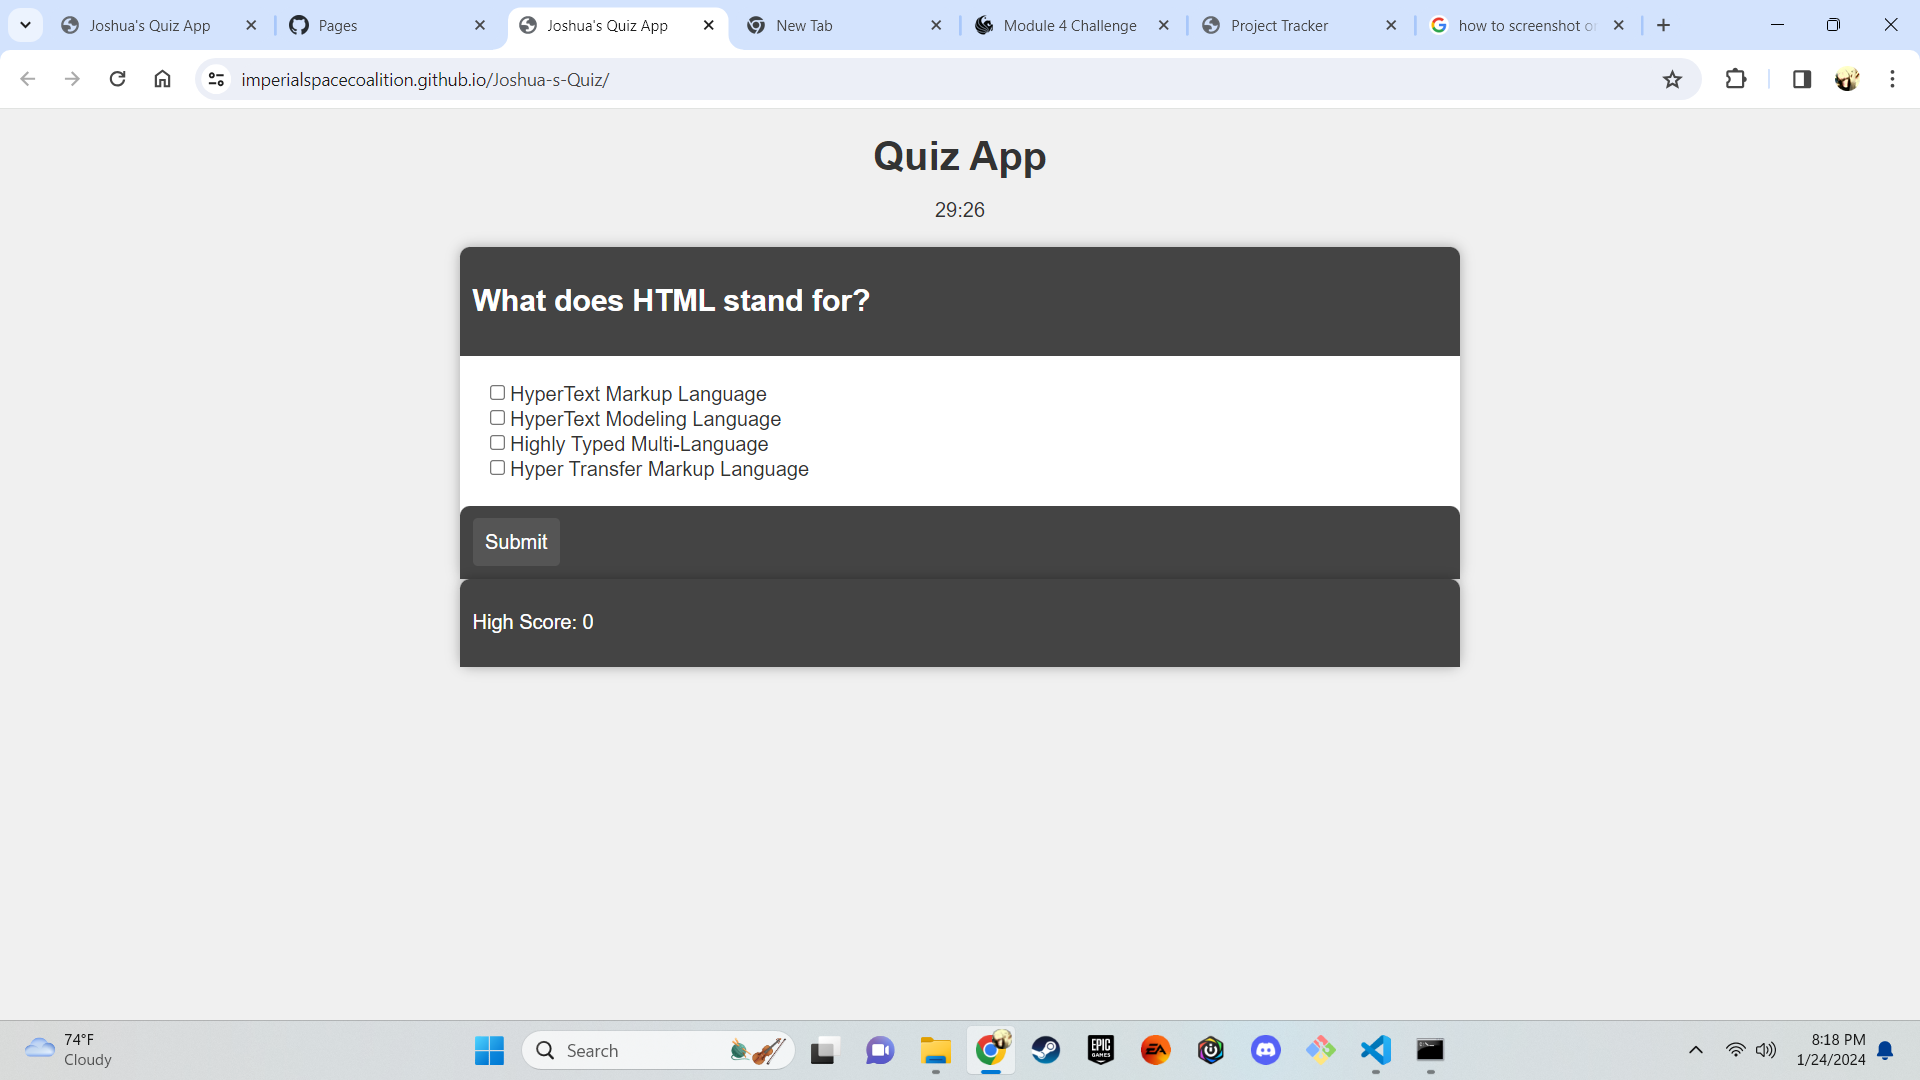 Joshua's Quiz App
Pages
Joshua's Quiz App
New Tab
Module 4 Challenge
Project Tracker
how to screenshot o
imperialspacecoalition.github.io/Joshua-s-Quiz/
Quiz App
29:26
What does HTML stand for?
HyperText Markup Language
HyperText Modeling Language
Highly Typed Multi-Language
Hyper Transfer Markup Language
Submit
High Score: 0
74°F
Cloudy
Search
EPIC
GAMES
EA
8:18 PM
1/24/2024